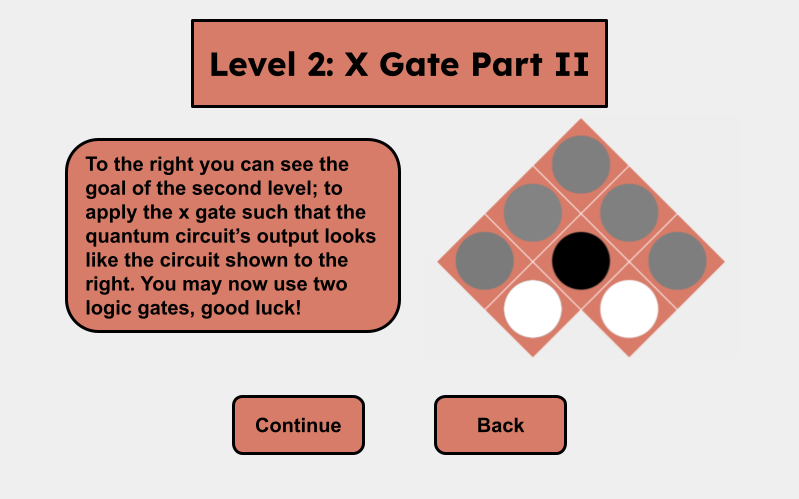 Level 2: X Gate Part II
To the right you can see the
goal of the second level; to
apply the x gate such that the
quantum circuit’s output looks
like the circuit shown to the
right. You may now use two
logic gates, good luck!
Continue
Back